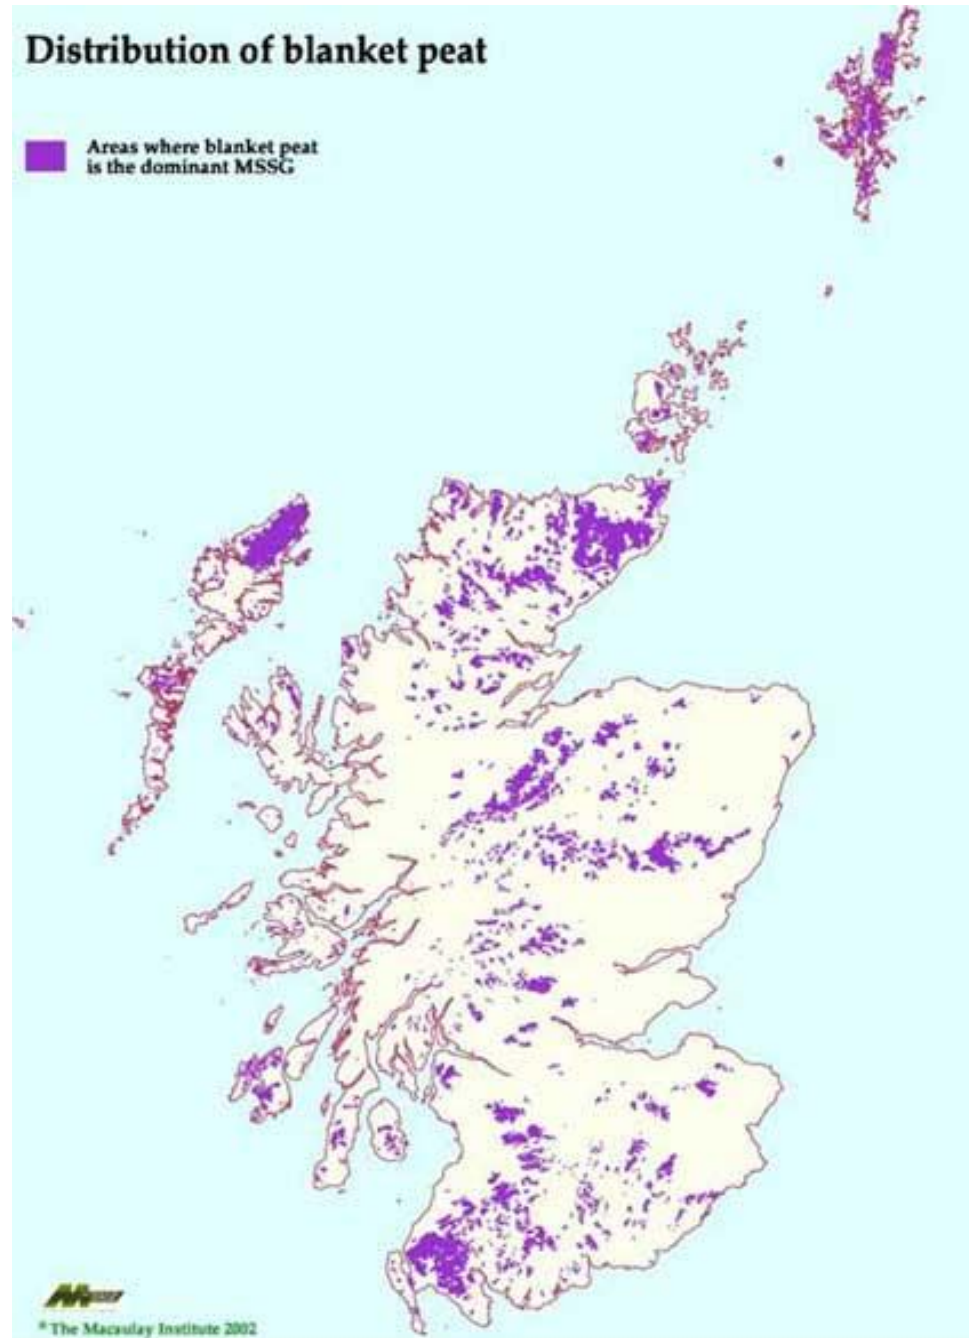 Distribution of blanket peat
Areas where blanket peat
is the dominant MSSG
© The Macaulay Institute 2002